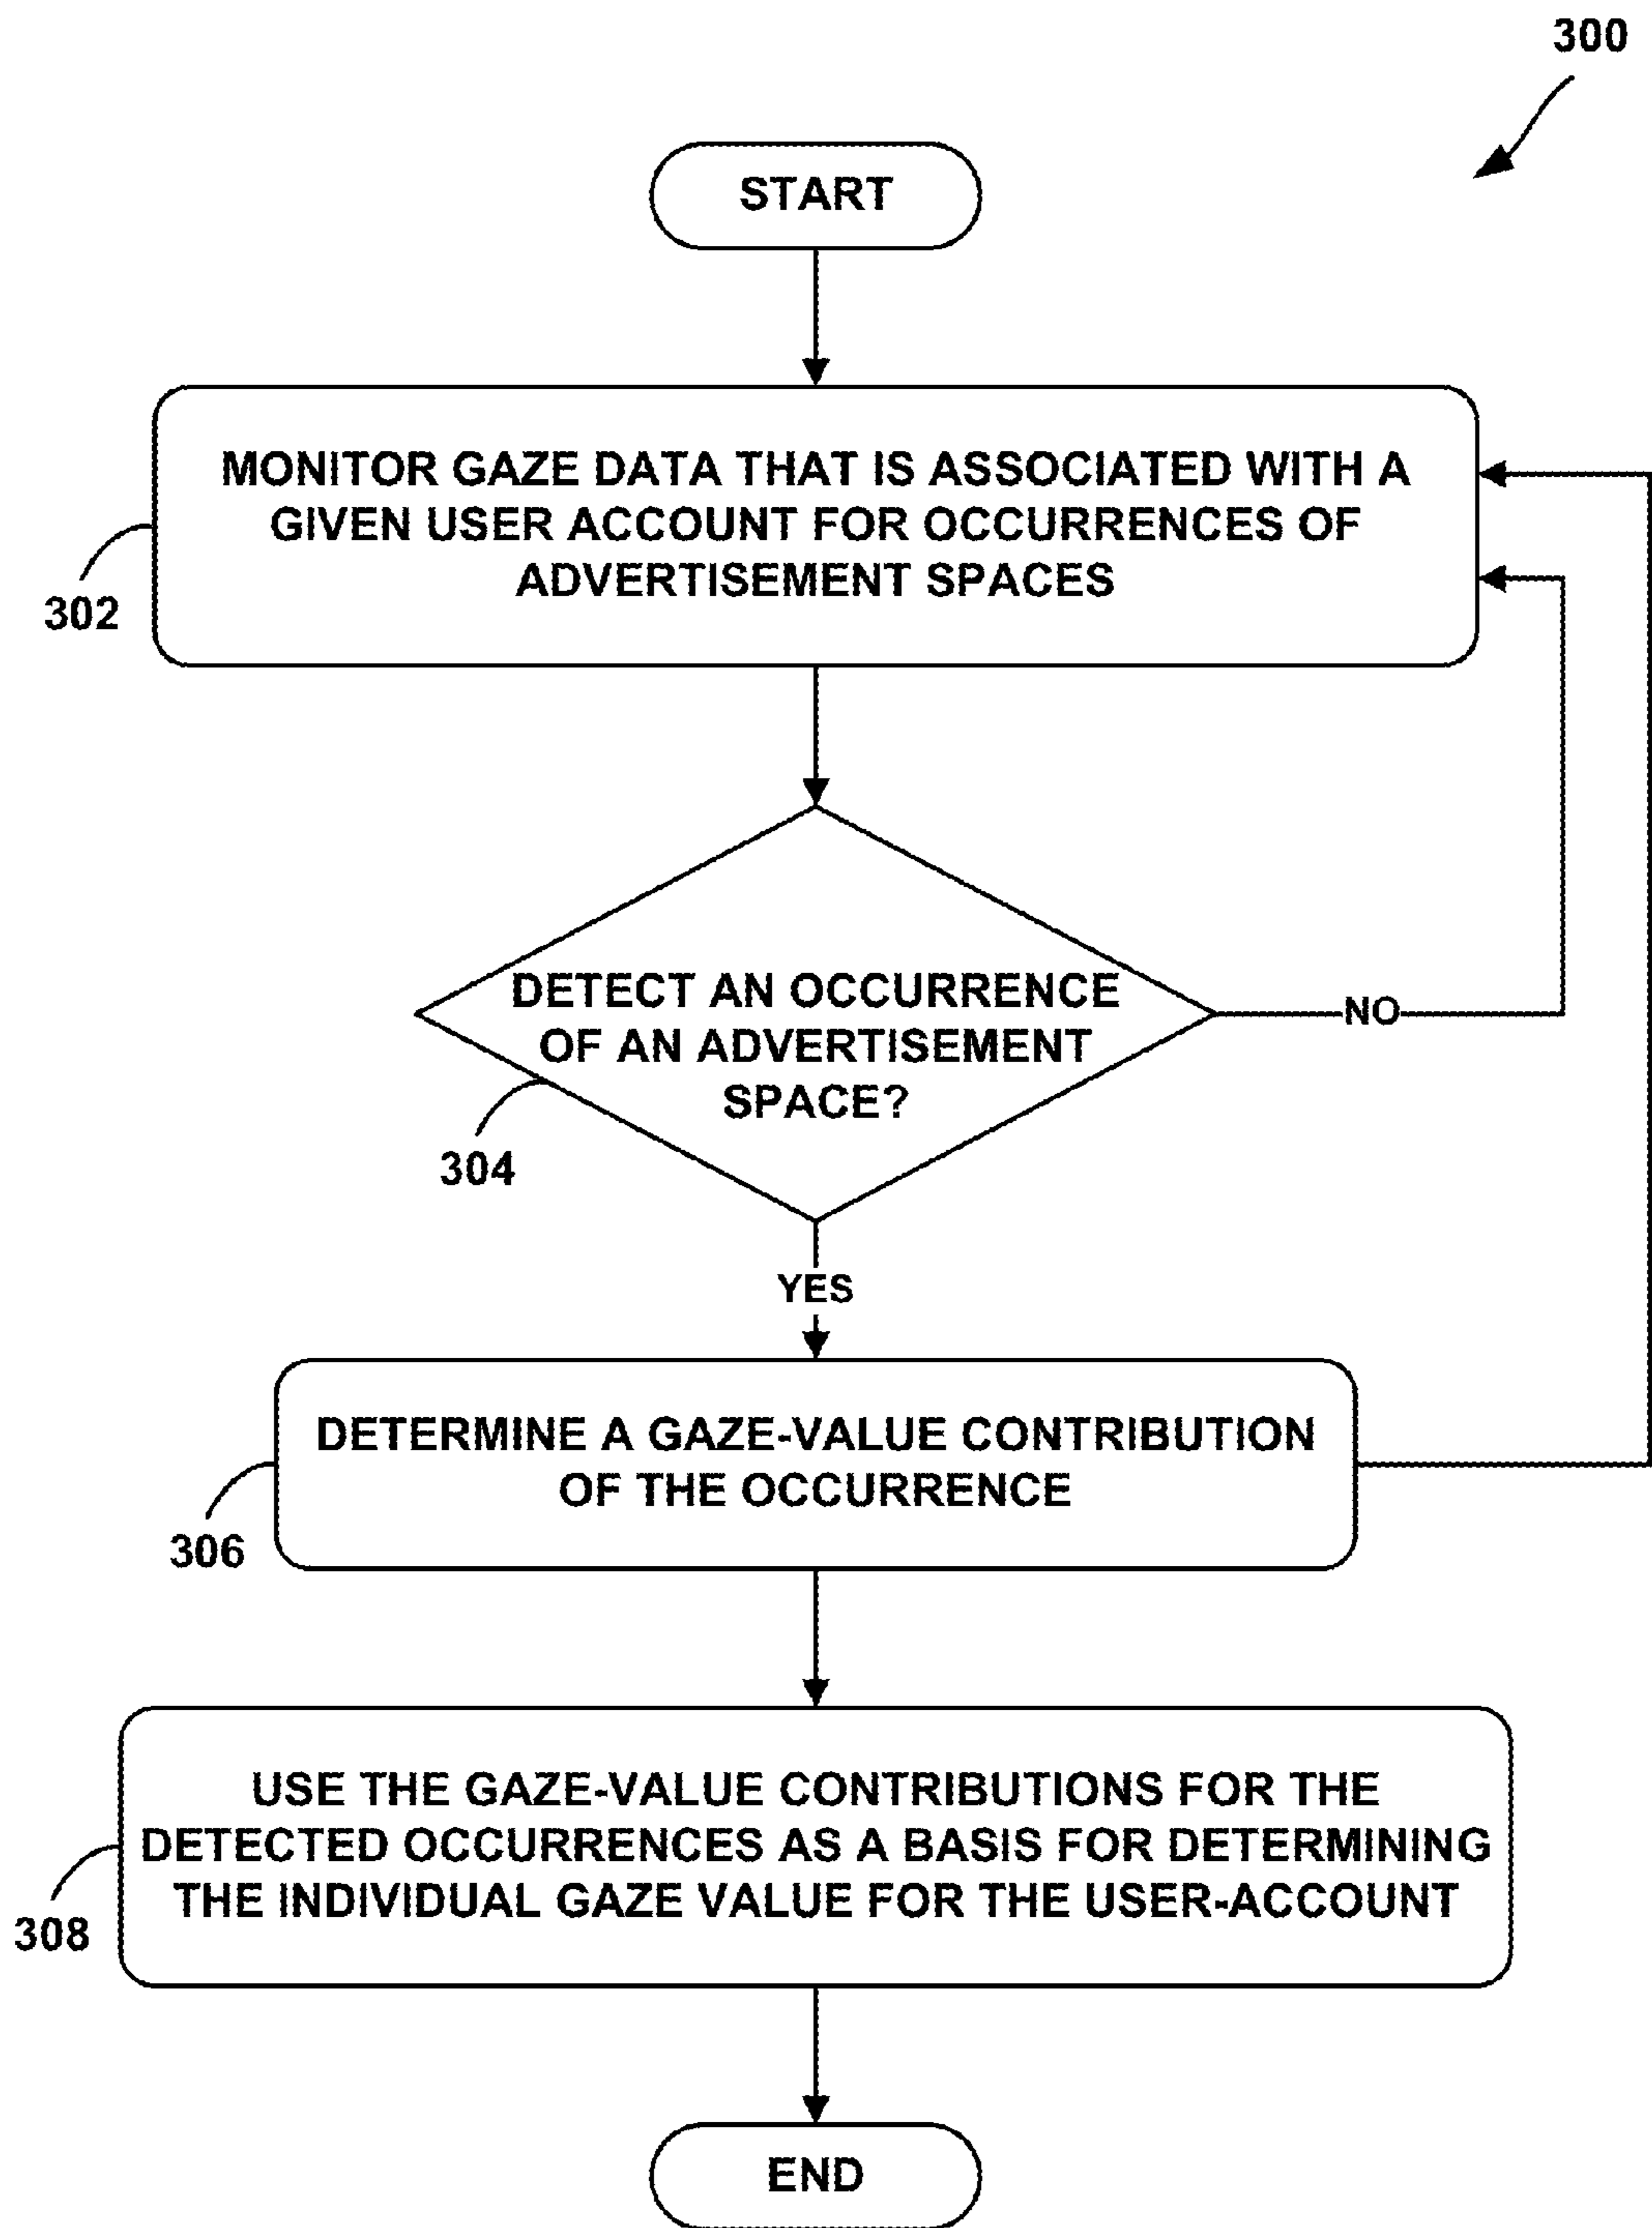 300
START
MONITOR GAZE DATA THAT IS ASSOCIATED WITH A
GIVEN USER ACCOUNT FOR OCCURRENCES OF
ADVERTISEMENT SPACES
302
DETECT AN OCCURRENCE
OF AN ADVERTISEMENT
SPACE?
NO
304
YES
DETERMINE A GAZE-VALUE CONTRIBUTION
OF THE OCCURRENCE
306
USE THE GAZE-VALUE CONTRIBUTIONS FOR THE
DETECTED OCCURRENCES AS A BASIS FOR DETERMINING
THE INDIVIDUAL GAZE VALUE FOR THE USER-ACCOUNT
308
END